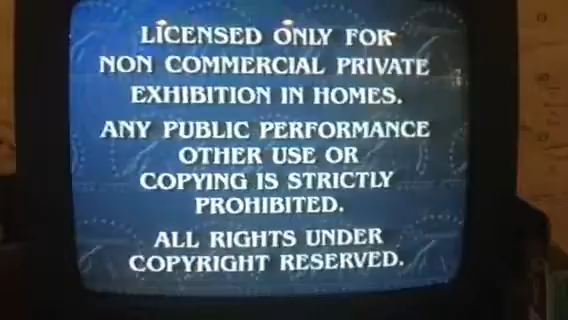 LICENSED ONLY FOR
NON COMMERCIAL PRIVATE
EXHIBITION IN HOMES.
ANY PUBLIC PERFORMANCE
OTHER USE OR
COPYING IS STRICTLY
PROHIBITED.
ALL RIGHTS UNDER
COPYRIGHT RESERVED.